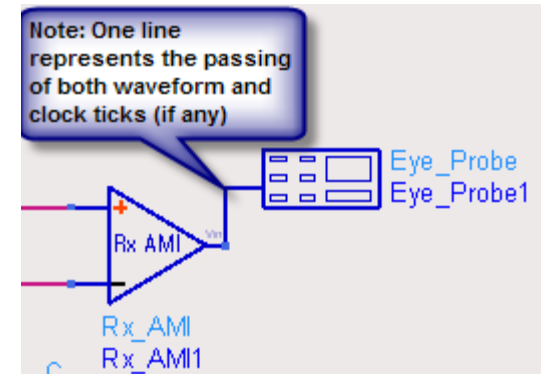 Note: One line
represents the passing
of both waveform and
clock ticks (if any)
Eye_Probe
Eye_Probe1
+
Rx AMI
Rx_AMI
Rx_AMI1